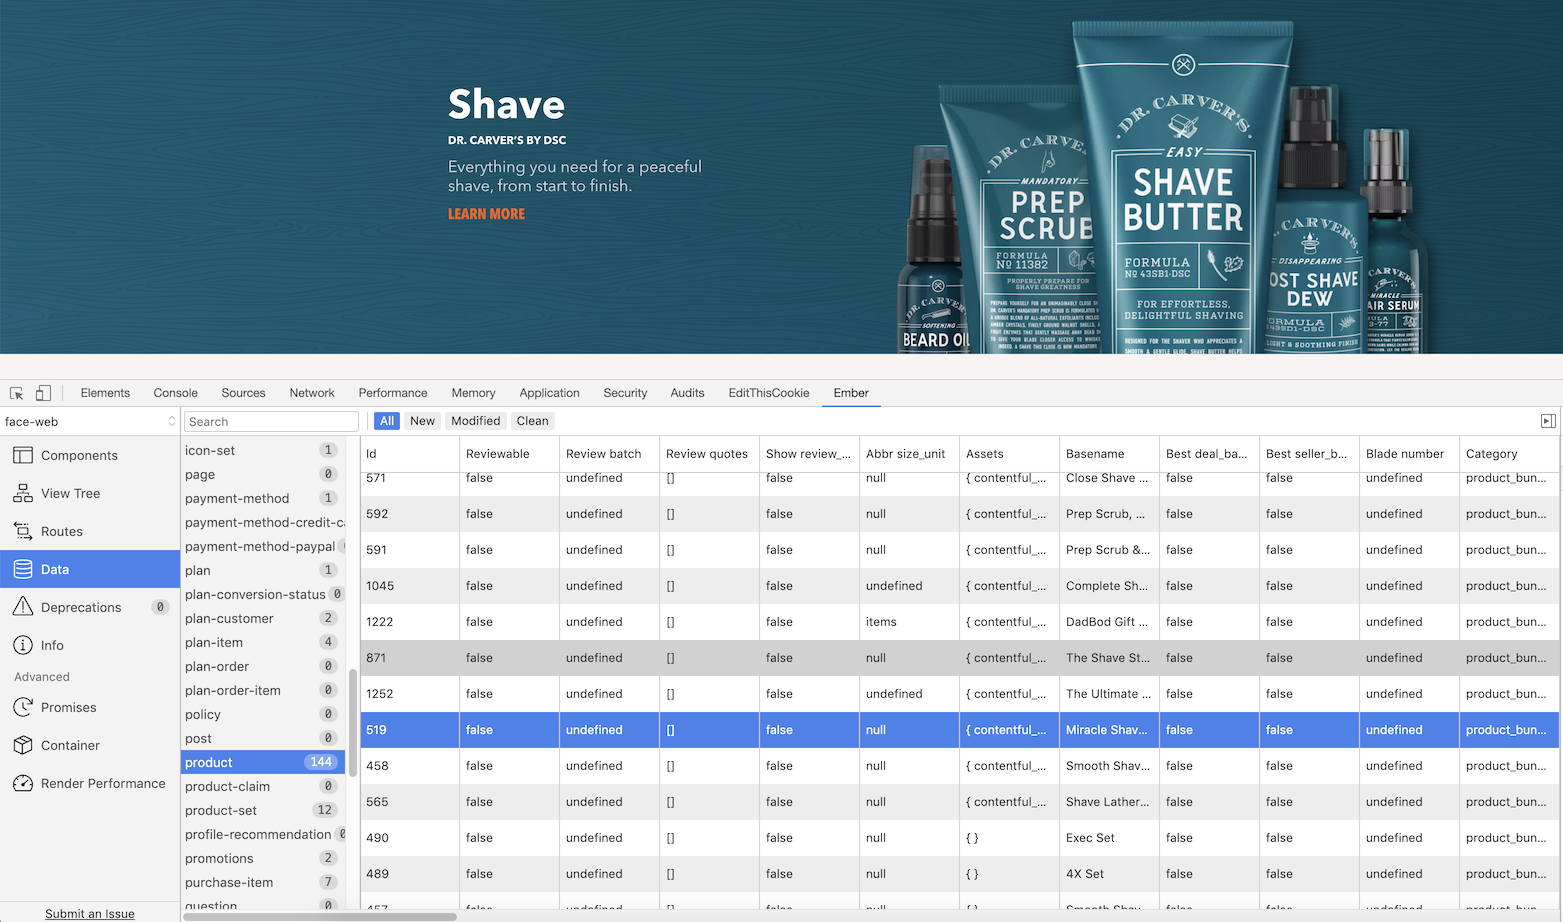 Shave
DR. CARVER'S BY DSC
Everything you need for a peaceful
shave, from start to finish.
LEARN MORE
DR. CARVER'S
SOFTENING
BEARD OIL
DR. CARVER'S
MANDATORY
PREP
SCRUB
FORMULA
Nº 11382
PROPERLY PREPARE FOR
SHAVE GREATNESS
DR. CARVER'S
EASY
SHAVE
BUTTER
FORMULA
Nº 43SB1-DSC
FOR EFFORTLESS,
DELIGHTFUL SHAVING
DESIGNED FOR THE SHAVER WHO APPRECIATES A
SMOOTH & GENTLE GLIDE, SHAVE BUTTER HELPS
CARVER'S
DISAPPEARING
OST SHAVE
DEW
FORMULA
43SD1-DSC
LIGHT & SOOTHING FINISH
CARVER'S
MIRACLE
AIR SERUM
Elements Console Sources Network Performance Memory Application Security Audits EditThisCookie Ember
face-web Search All New Modified Clean
Components
View Tree
Routes
Data
Deprecations 0
Info
Advanced
Promises
Container
Render Performance
Submit an Issue
icon-set 1
page 0
payment-method 1
payment-method-credit-ca
payment-method-paypal
plan 1
plan-conversion-status 0
plan-customer 2
plan-item 4
plan-order 0
plan-order-item 0
policy 0
post 0
product 144
product-claim 0
product-set 12
profile-recommendation 0
promotions 2
purchase-item 7
question 0
Id Reviewable Review batch Review quotes Show review_... Abbr size_unit Assets Basename Best deal_ba... Best seller_b... Blade number Category
571 false undefined [] false null { contentful_... Close Shave ... false false undefined product_bun...
592 false undefined [] false null { contentful_... Prep Scrub, ... false false undefined product_bun...
591 false undefined [] false null { contentful_... Prep Scrub &... false false undefined product_bun...
1045 false undefined [] false undefined { contentful_... Complete Sh... false false undefined product_bun...
1222 false undefined [] false items { contentful_... DadBod Gift ... false false undefined product_bun...
871 false undefined [] false null { contentful_... The Shave St... false false undefined product_bun...
1252 false undefined [] false undefined { contentful_... The Ultimate ... false false undefined product_bun...
519 false undefined [] false null { contentful_... Miracle Shav... false false undefined product_bun...
458 false undefined [] false null { contentful_... Smooth Shav... false false undefined product_bun...
565 false undefined [] false null { contentful_... Shave Lather... false false undefined product_bun...
490 false undefined [] false null { } Exec Set false false undefined product_bun...
489 false undefined [] false null { } 4X Set false false undefined product_bun...